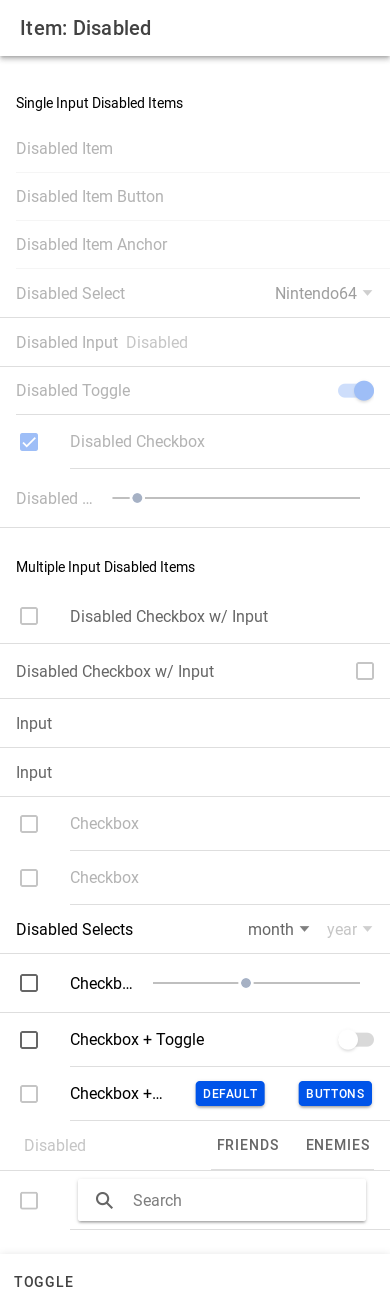 Item: Disabled
Single Input Disabled Items
Disabled Item
Disabled Item Button
Disabled Item Anchor
Disabled Select Nintendo64
Disabled Input Disabled
Disabled Toggle
Disabled Checkbox
Disabled ...
Multiple Input Disabled Items
Disabled Checkbox w/ Input
Disabled Checkbox w/ Input
Input
Input
Checkbox
Checkbox
Disabled Selects month year
Checkb...
Checkbox + Toggle
Checkbox +... DEFAULT BUTTONS
Disabled FRIENDS ENEMIES
Search
TOGGLE